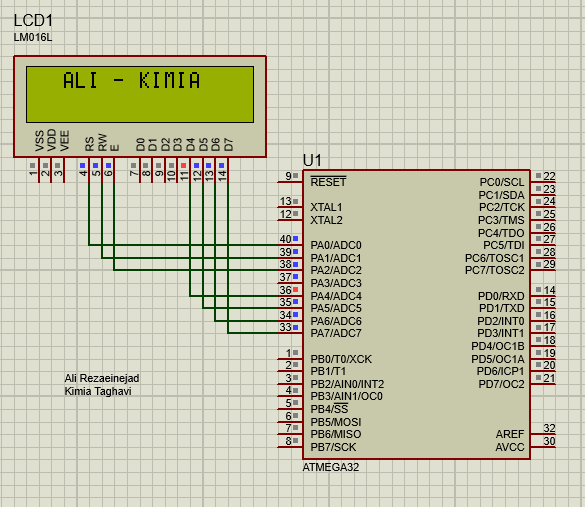 LCD1
LM016L
ALI - KIMIA
VSS VDD VEE RS RW E D0 D1 D2 D3 D4 D5 D6 D7
1 2 3 4 5 6 7 8 9 10 11 12 13 14
U1
9 RESET
13 XTAL1
12 XTAL2
40 PA0/ADC0
39 PA1/ADC1
38 PA2/ADC2
37 PA3/ADC3
36 PA4/ADC4
35 PA5/ADC5
34 PA6/ADC6
33 PA7/ADC7
1 PB0/T0/XCK
2 PB1/T1
3 PB2/AIN0/INT2
4 PB3/AIN1/OC0
5 PB4/SS
6 PB5/MOSI
7 PB6/MISO
8 PB7/SCK
PC0/SCL 22
PC1/SDA 23
PC2/TCK 24
PC3/TMS 25
PC4/TDO 26
PC5/TDI 27
PC6/TOSC1 28
PC7/TOSC2 29
PD0/RXD 14
PD1/TXD 15
PD2/INT0 16
PD3/INT1 17
PD4/OC1B 18
PD5/OC1A 19
PD6/ICP1 20
PD7/OC2 21
AREF 32
AVCC 30
ATMEGA32
Ali Rezaeinejad
Kimia Taghavi